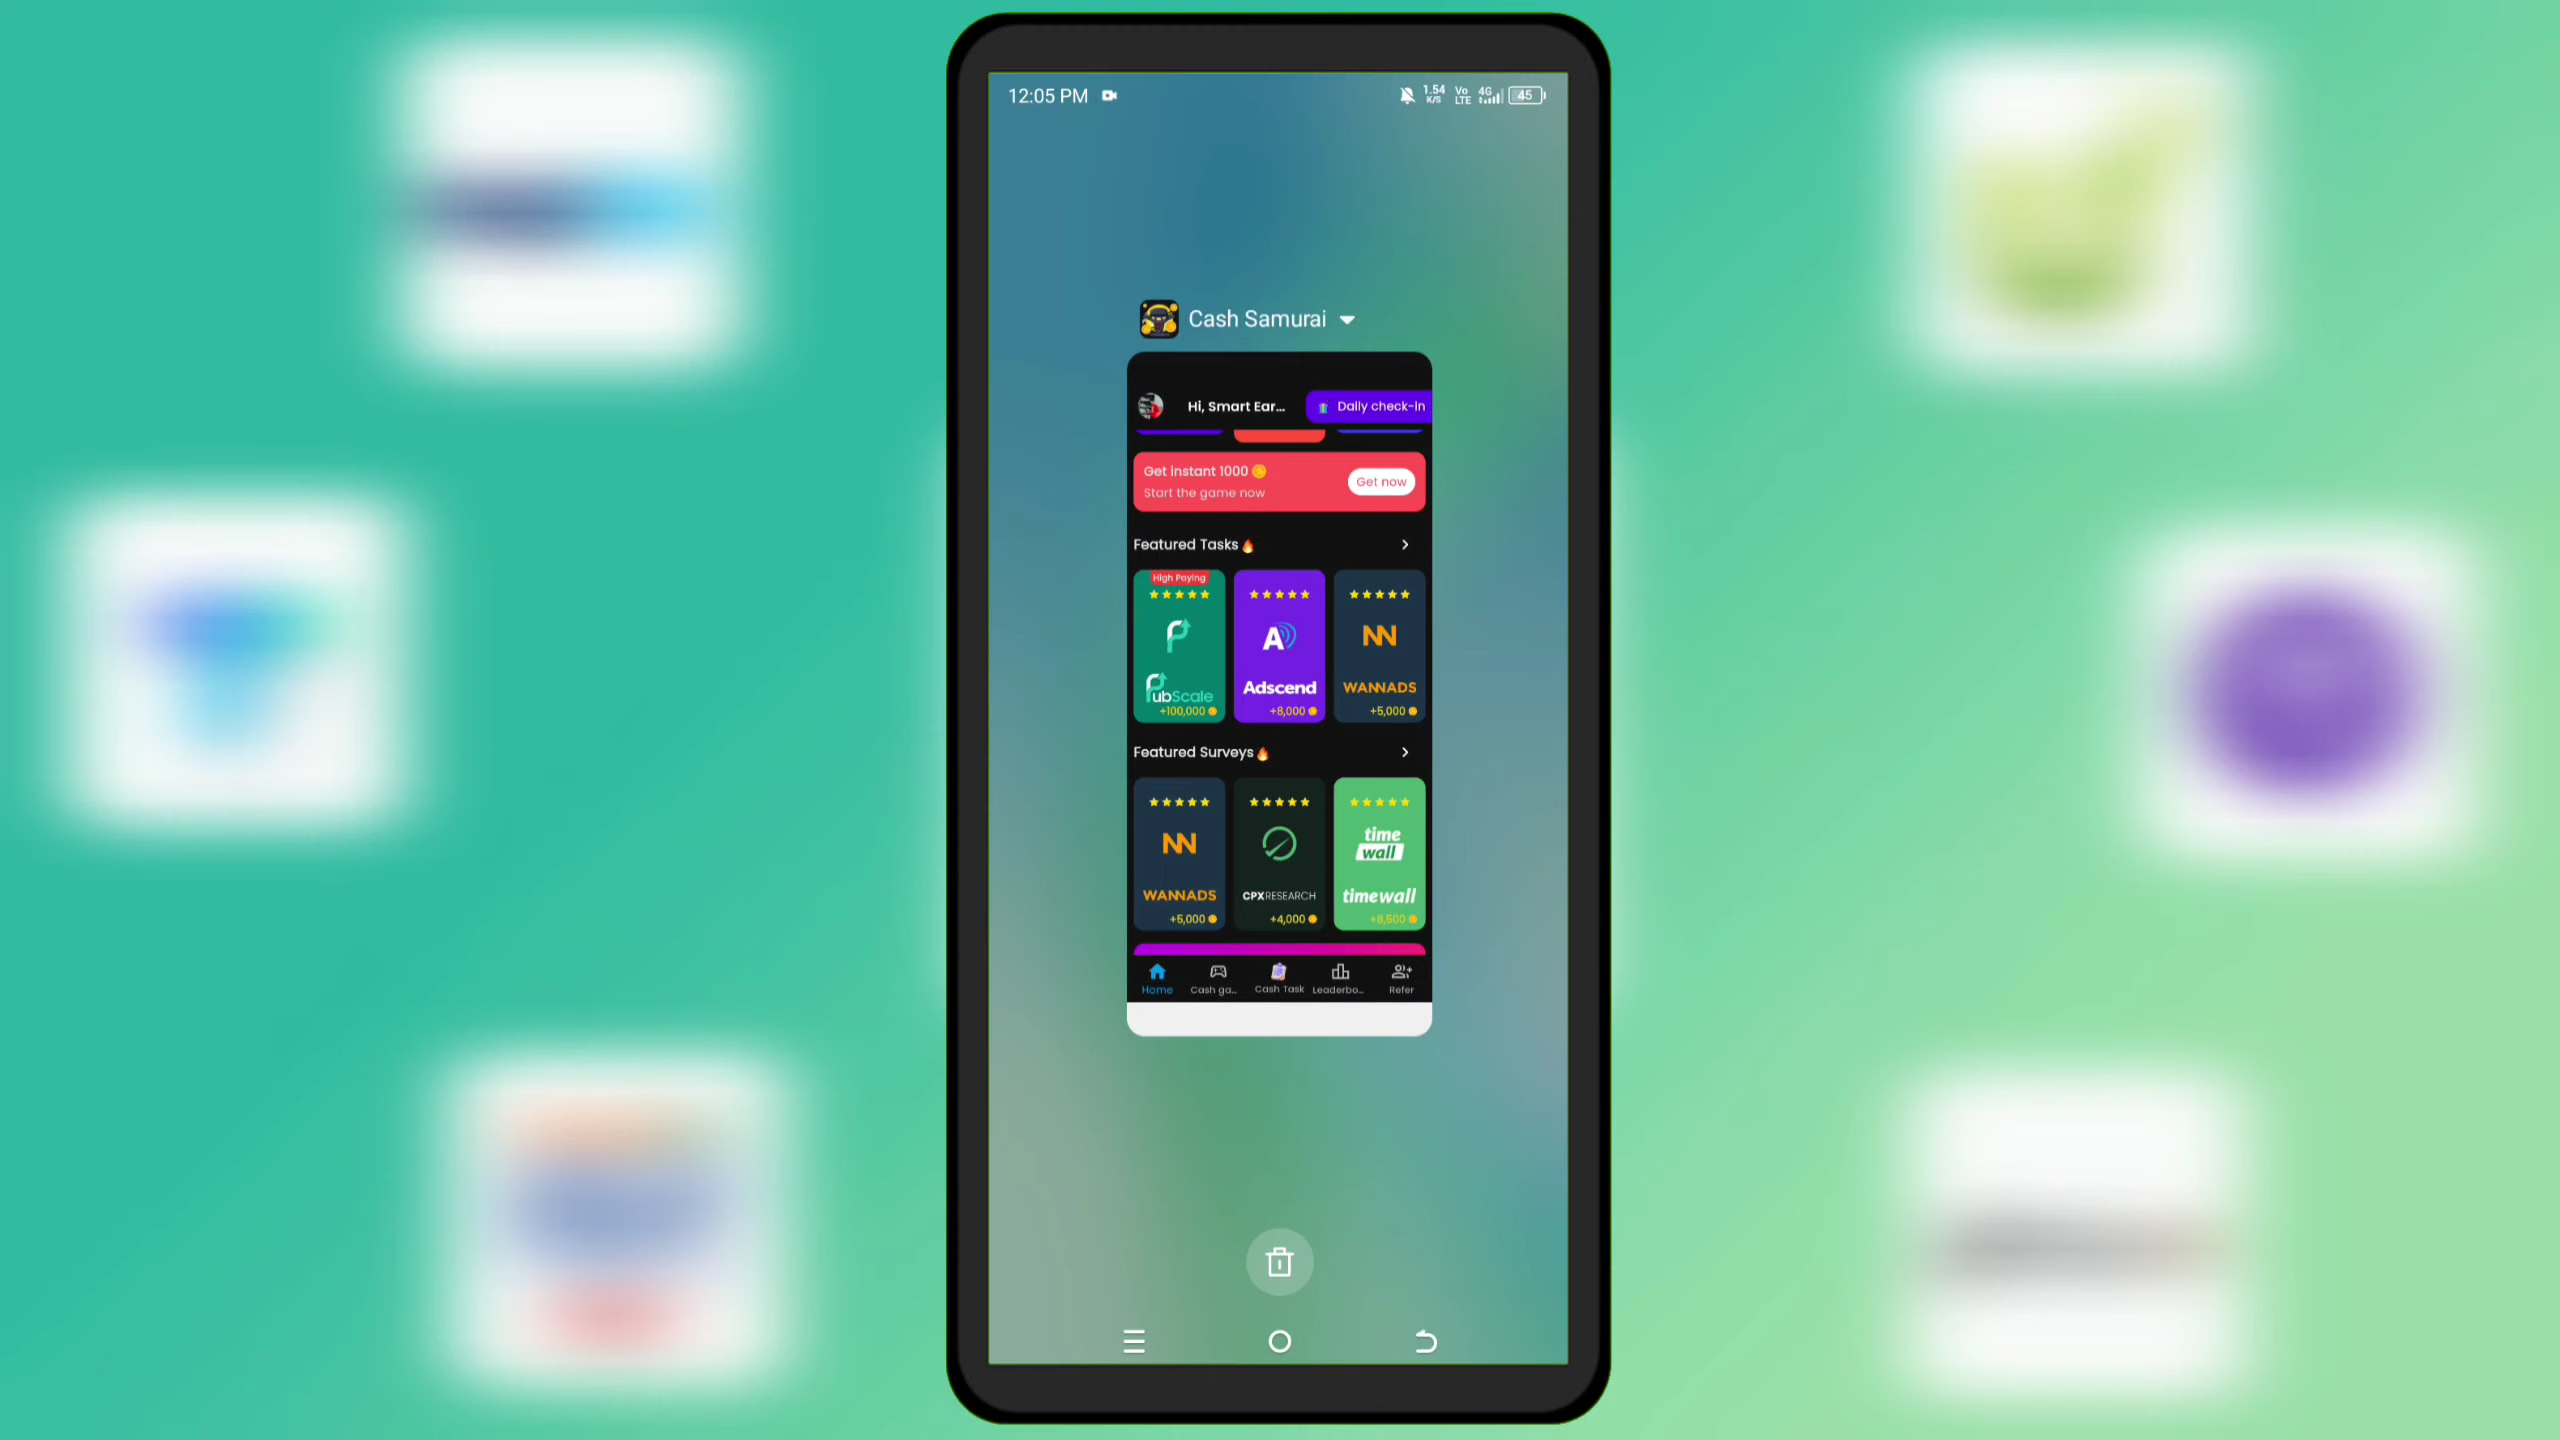 12:05 PM
1.54 K/S Vo LTE 4G 45
Cash Samurai
Hi, Smart Ear...
Daily check-in
Get instant 1000
Start the game now
Get now
Featured Tasks
High Paying
PubScale
+100,000
Adscend
+8,000
WANNADS
+5,000
Featured Surveys
WANNADS
+5,000
CPXRESEARCH
+4,000
time
wall
timewall
+8,500
Home
Cash ga...
Cash Task
Leaderbo...
Refer